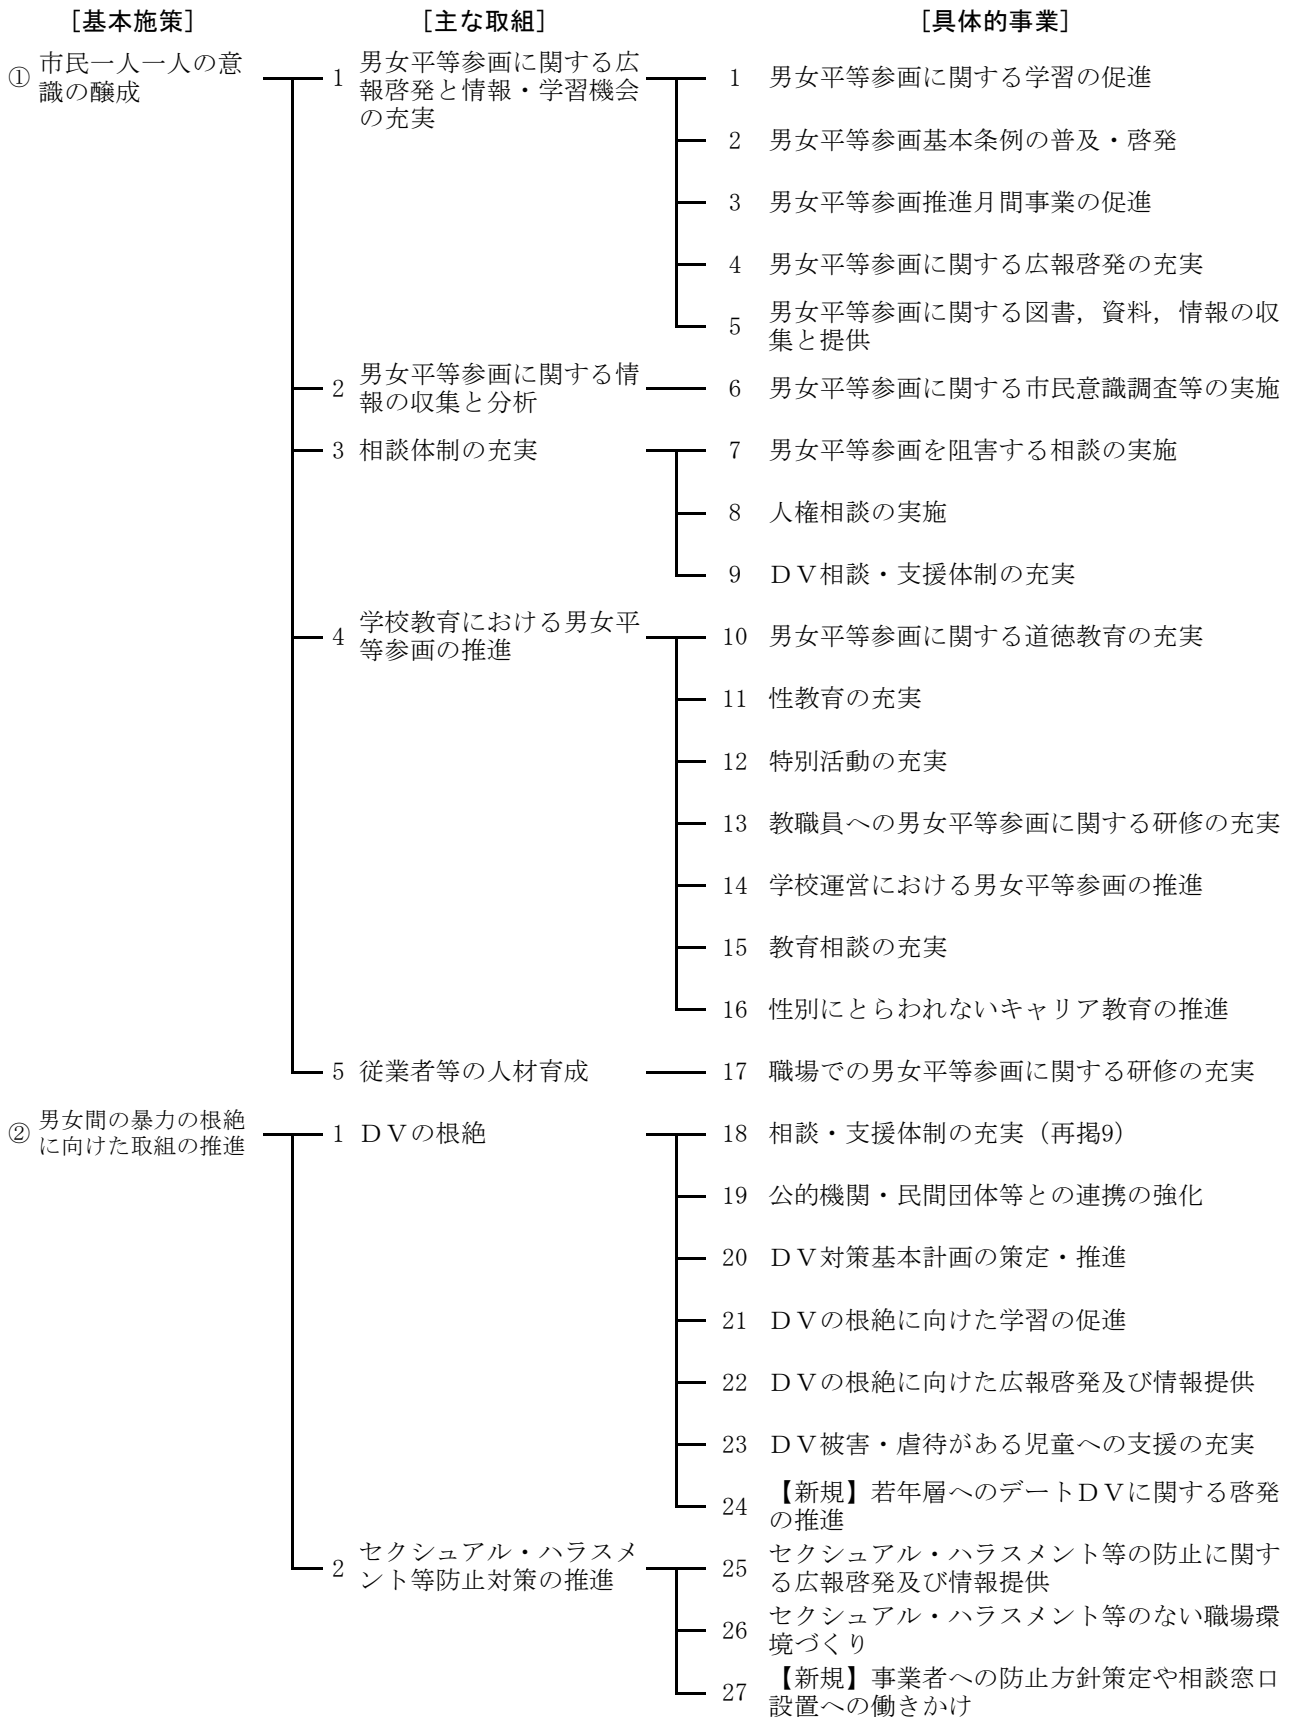 ［基本施策］ ［主な取組］ ［具体的事業］
① 市民一人一人の意
識の醸成
1 男女平等参画に関する広
報啓発と情報・学習機会
の充実
1 男女平等参画に関する学習の促進
2 男女平等参画基本条例の普及・啓発
3 男女平等参画推進月間事業の促進
4 男女平等参画に関する広報啓発の充実
5 男女平等参画に関する図書，資料，情報の収
集と提供
2 男女平等参画に関する情
報の収集と分析
6 男女平等参画に関する市民意識調査等の実施
3 相談体制の充実
7 男女平等参画を阻害する相談の実施
8 人権相談の実施
9 ＤＶ相談・支援体制の充実
4 学校教育における男女平
等参画の推進
10 男女平等参画に関する道徳教育の充実
11 性教育の充実
12 特別活動の充実
13 教職員への男女平等参画に関する研修の充実
14 学校運営における男女平等参画の推進
15 教育相談の充実
16 性別にとらわれないキャリア教育の推進
5 従業者等の人材育成
17 職場での男女平等参画に関する研修の充実
② 男女間の暴力の根絶
に向けた取組の推進
1 ＤＶの根絶
18 相談・支援体制の充実（再掲9）
19 公的機関・民間団体等との連携の強化
20 ＤＶ対策基本計画の策定・推進
21 ＤＶの根絶に向けた学習の促進
22 ＤＶの根絶に向けた広報啓発及び情報提供
23 ＤＶ被害・虐待がある児童への支援の充実
24 【新規】若年層へのデートＤＶに関する啓発
の推進
2 セクシュアル・ハラスメ
ント等防止対策の推進
25 セクシュアル・ハラスメント等の防止に関す
る広報啓発及び情報提供
26 セクシュアル・ハラスメント等のない職場環
境づくり
27 【新規】事業者への防止方針策定や相談窓口
設置への働きかけ